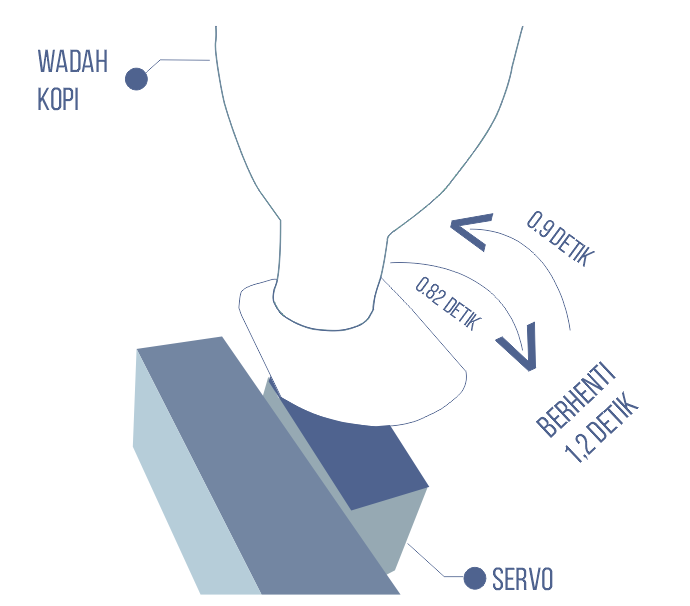 WADAH
KOPI
0.9 DETIK
0.82 DETIK
BERHENTI
1,2 DETIK
SERVO